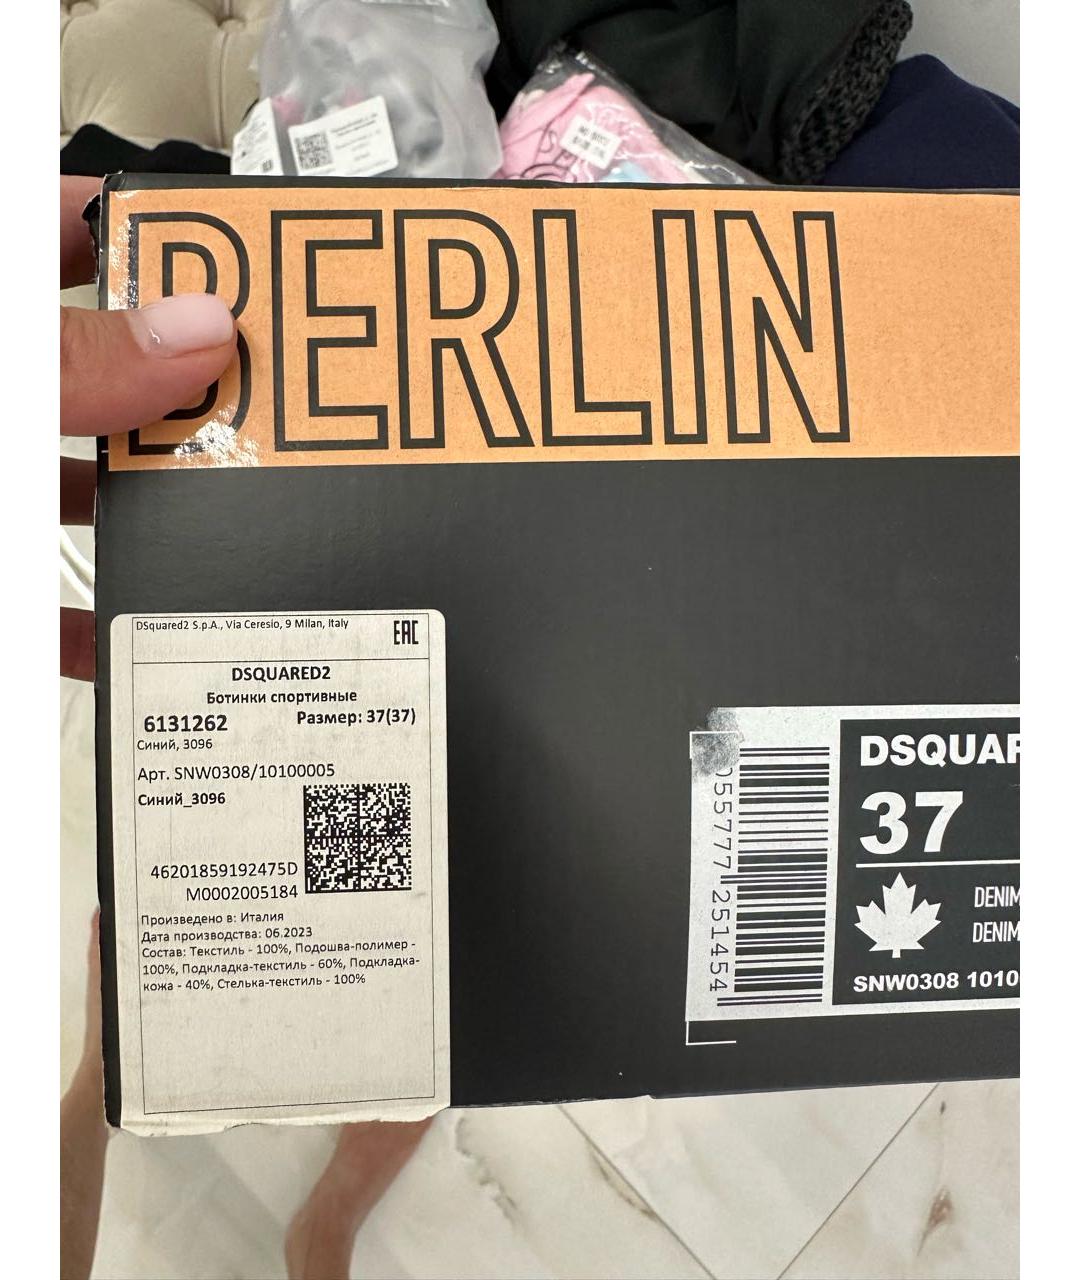 BERLIN
DSquared2 S.p.A., Via Ceresio, 9 Milan, Italy
EAC
DSQUARED2
Ботинки спортивные
6131262 Размер: 37(37)
Синий, 3096
Арт. SNW0308/10100005
Синий_3096
46201859192475D
M0002005184
Произведено в: Италия
Дата производства: 06.2023
Состав: Текстиль - 100%, Подошва-полимер -
100%, Подкладка-текстиль - 60%, Подкладка-
кожа - 40%, Стелька-текстиль - 100%
055777 251454
DSQUAR
37
DENIM
DENIM
SNW0308 1010